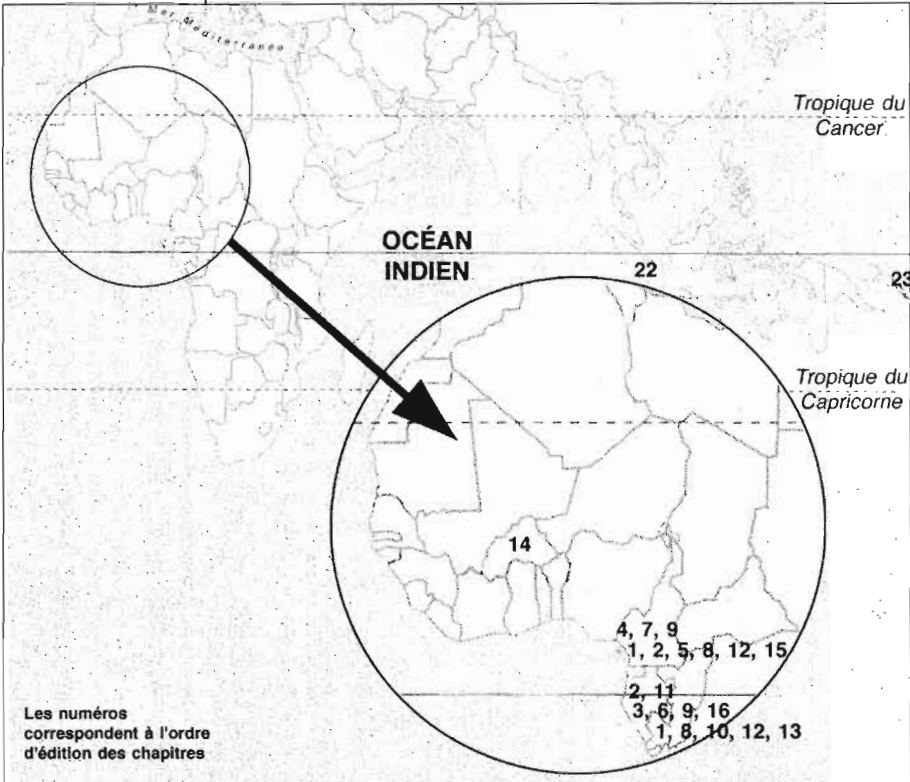 Mer Méditerranée
Tropique du
Cancer
OCÉAN
INDIEN
22
23
Tropique du
Capricorne
14
4, 7, 9
1, 2, 5, 8, 12, 15
2, 11
3, 6, 9, 16
1, 8, 10, 12, 13
Les numéros
correspondent à l'ordre
d'édition des chapitres